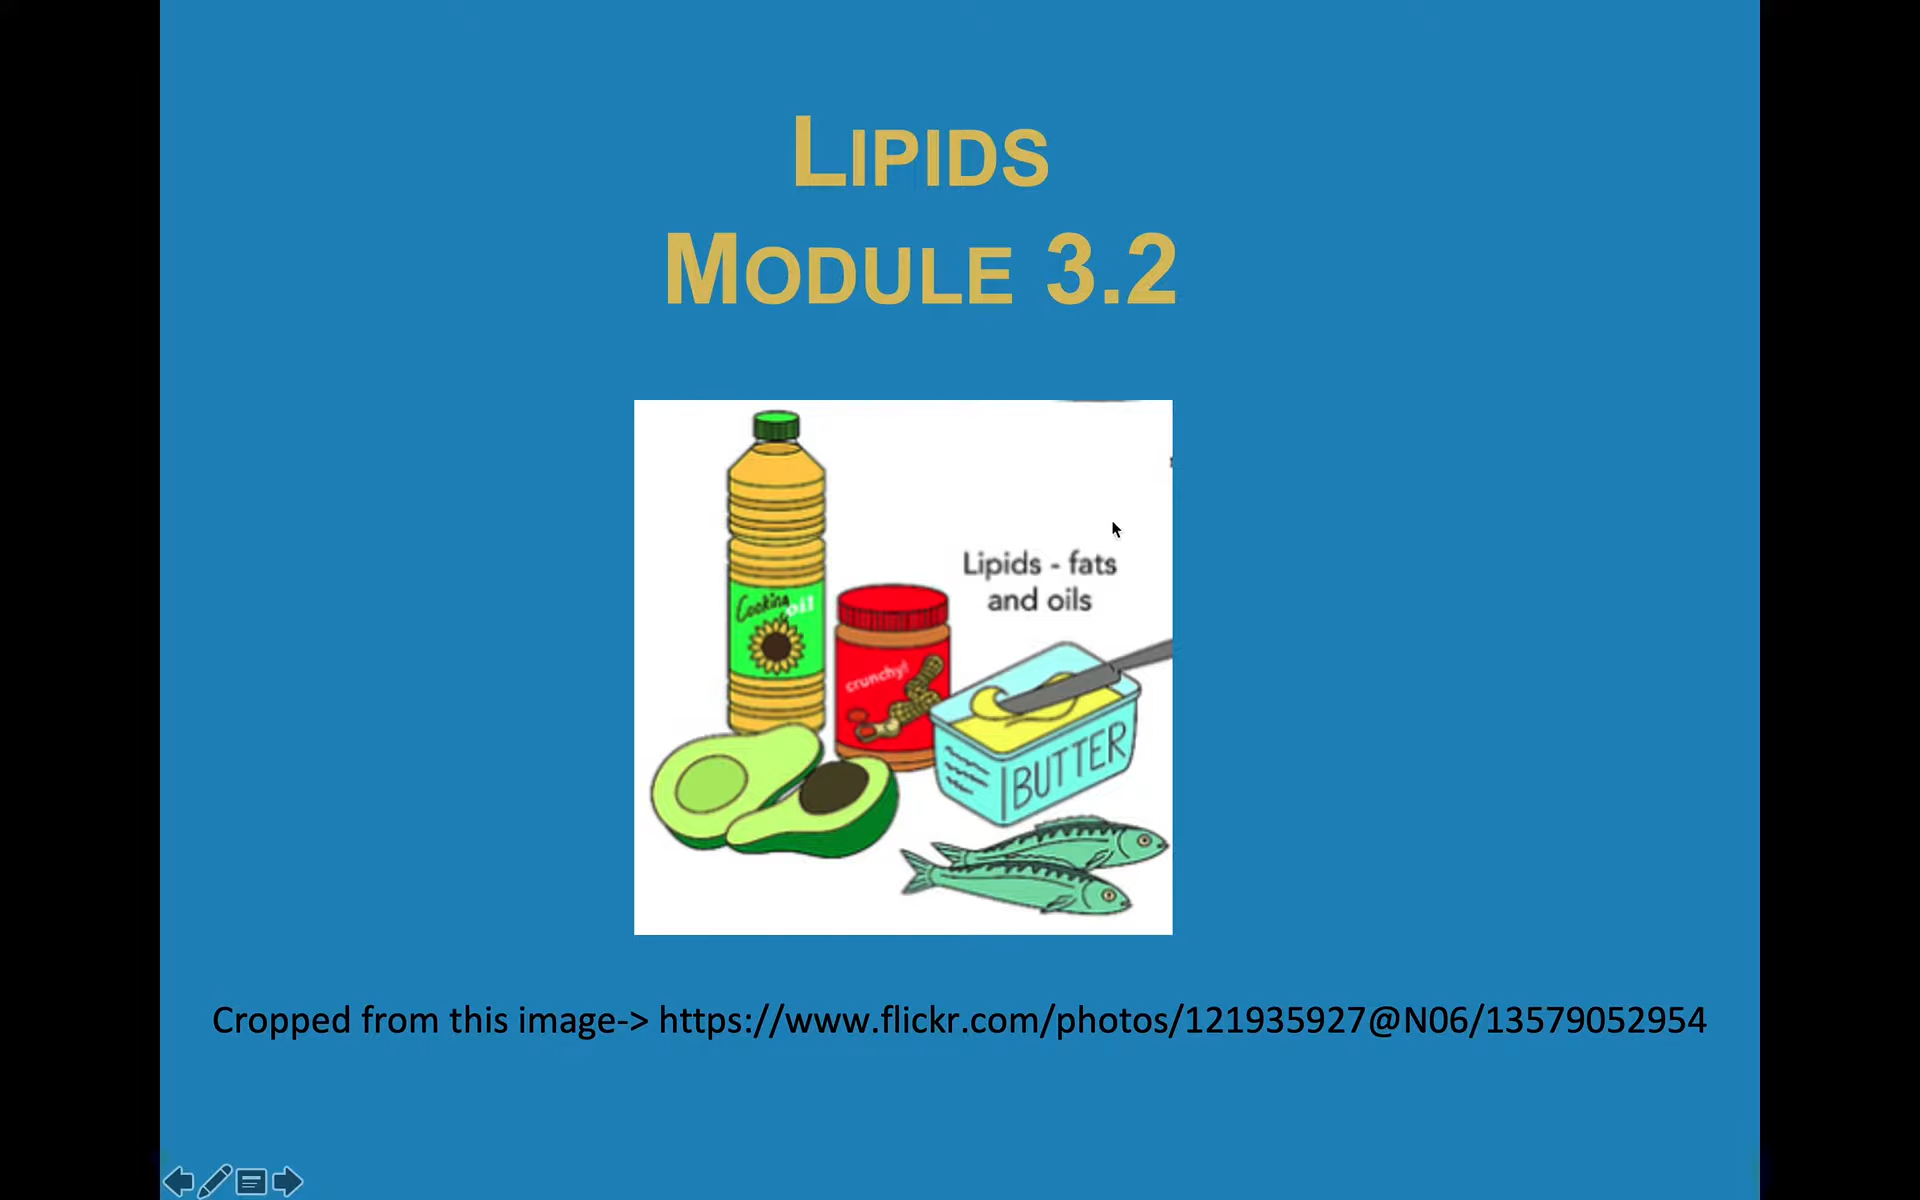 LIPIDS
MODULE 3.2
Lipids - fats
and oils
Cooking oil
crunchy!
BUTTER
Cropped from this image-> https://www.flickr.com/photos/121935927@N06/13579052954